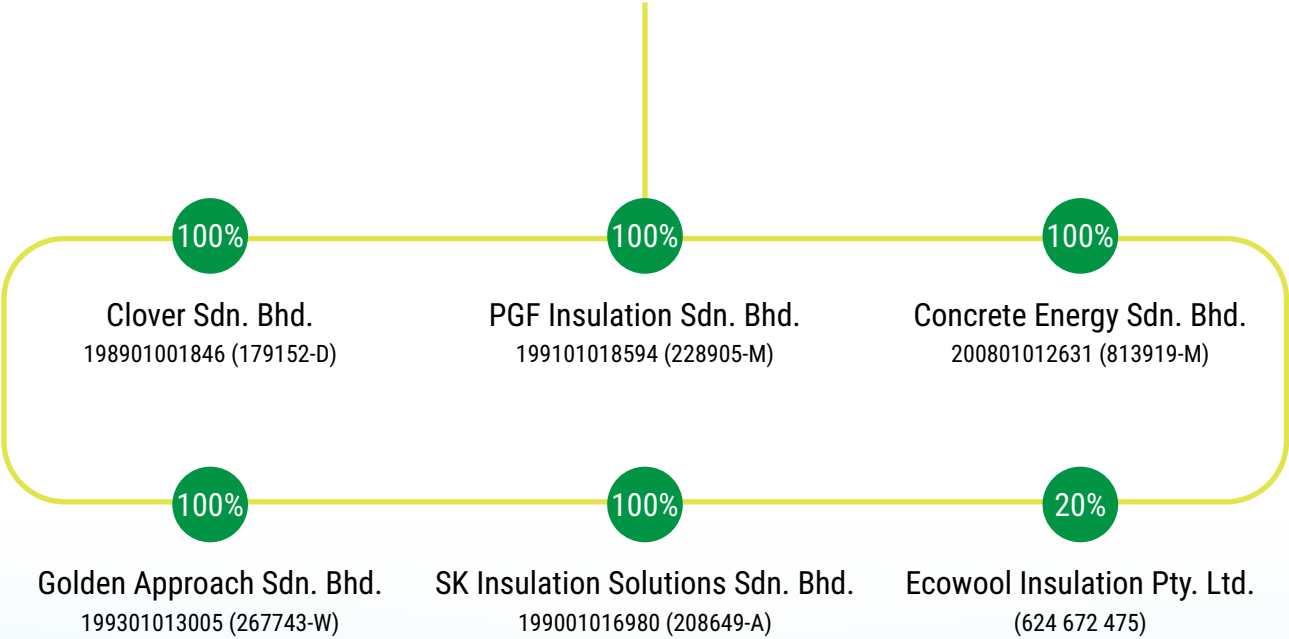 100%
100%
100%
Clover Sdn. Bhd.
198901001846 (179152-D)
PGF Insulation Sdn. Bhd.
199101018594 (228905-M)
Concrete Energy Sdn. Bhd.
200801012631 (813919-M)
100%
100%
20%
Golden Approach Sdn. Bhd.
199301013005 (267743-W)
SK Insulation Solutions Sdn. Bhd.
199001016980 (208649-A)
Ecowool Insulation Pty. Ltd.
(624 672 475)